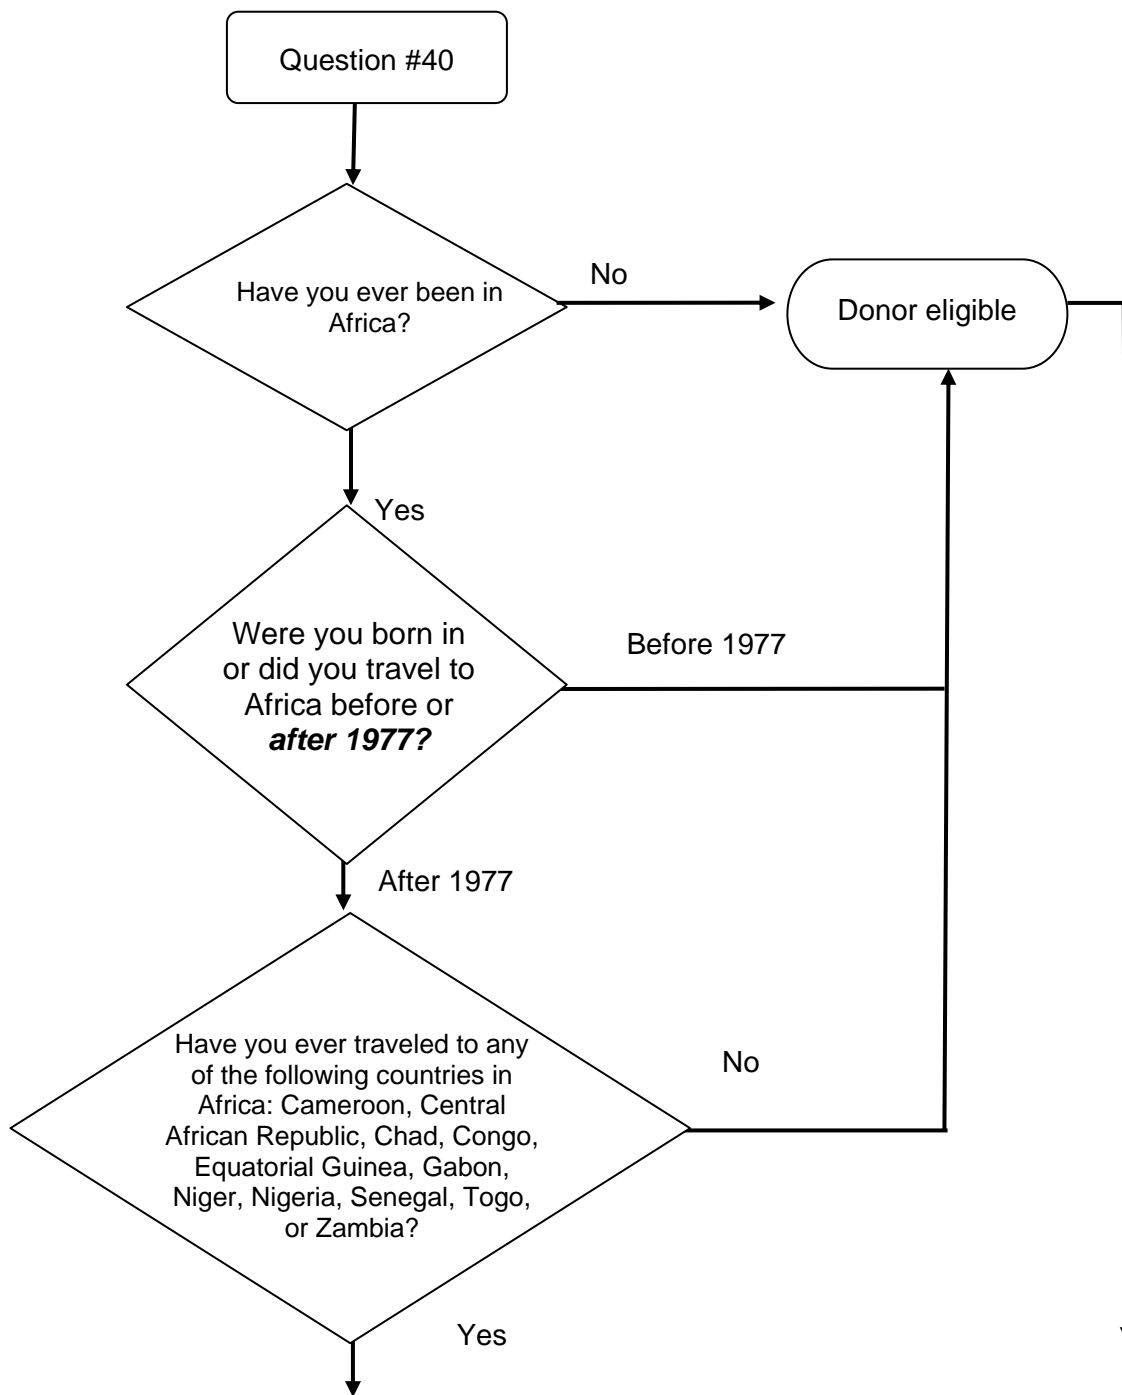 Question #40
Have you ever been in
Africa?
No
Donor eligible
Yes
Were you born in
or did you travel to
Africa before or
after 1977?
Before 1977
After 1977
Have you ever traveled to any
of the following countries in
Africa: Cameroon, Central
African Republic, Chad, Congo,
Equatorial Guinea, Gabon,
Niger, Nigeria, Senegal, Togo,
or Zambia?
No
Yes